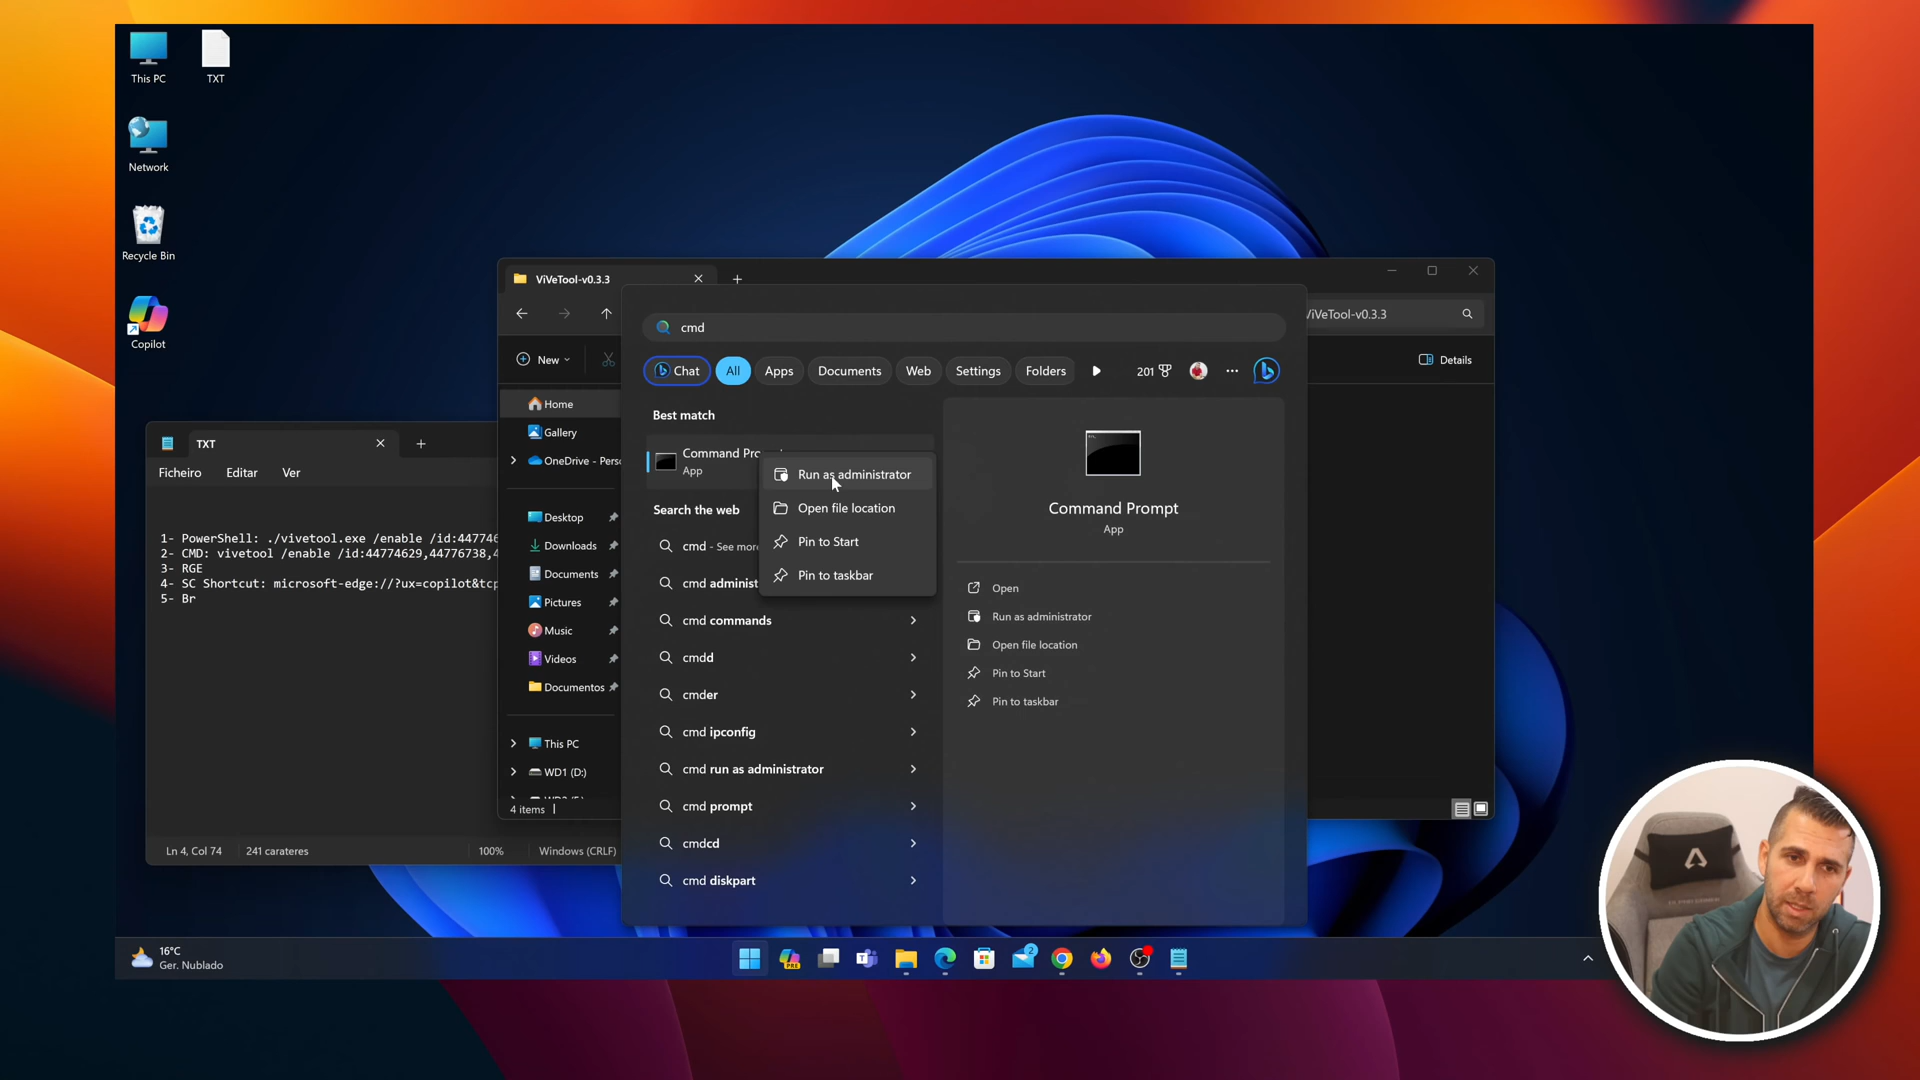 This PC
TXT
Network
Recycle Bin
Copilot
ViVeTool-v0.3.3
ViVeTool-v0.3.3
New
Details
cmd
Chat
All
Apps
Documents
Web
Settings
Folders
201
Best match
Command
App
Run as administrator
Open file location
Pin to Start
Pin to taskbar
Search the web
cmd - See
cmd
cmd commands
cmdd
cmder
cmd ipconfig
cmd run as administrator
cmd prompt
cmdcd
cmd diskpart
Command Prompt
App
Open
Run as administrator
Open file location
Pin to Start
Pin to taskbar
Home
Gallery
OneDrive -
Desktop
Downloads
Documents
Pictures
Music
Videos
Documentos
This PC
WD1 (D:)
4 items
TXT
Ficheiro
Editar
Ver
1- PowerShell: ./vivetool.exe /enable /id:44774
2- CMD: vivetool /enable /id:44774629,44776738,4
3- RGE
4- SC Shortcut: microsoft-edge://?ux=copilot&tcp
5- Br
Ln 4, Col 74
241 carateres
100%
Windows (CRLF)
16°C
Ger. Nublado
PRE
2